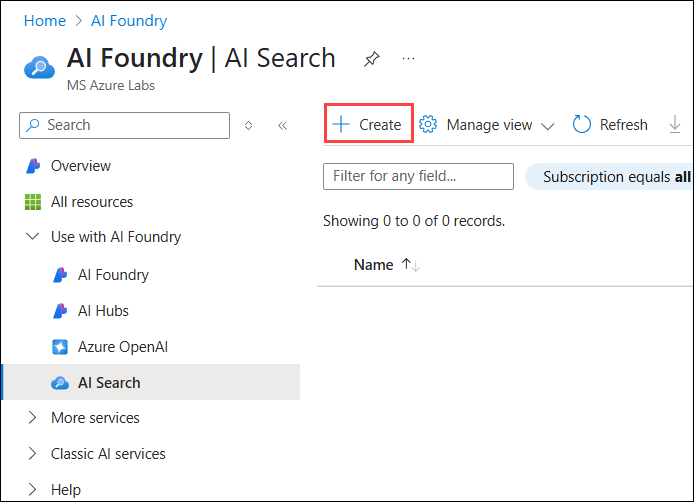 Home > AI Foundry
AI Foundry | AI Search
MS Azure Labs
Search
Overview
All resources
Use with AI Foundry
AI Foundry
AI Hubs
Azure OpenAI
AI Search
More services
Classic AI services
Help
+ Create Manage view Refresh
Filter for any field... Subscription equals all
Showing 0 to 0 of 0 records.
Name ↑↓